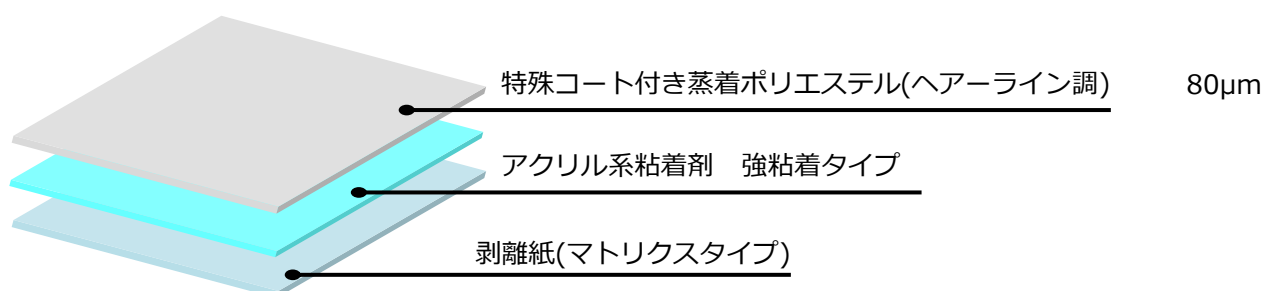 特殊コート付き蒸着ポリエステル(ヘアーライン調) 80μm
アクリル系粘着剤　強粘着タイプ
剥離紙(マトリクスタイプ)